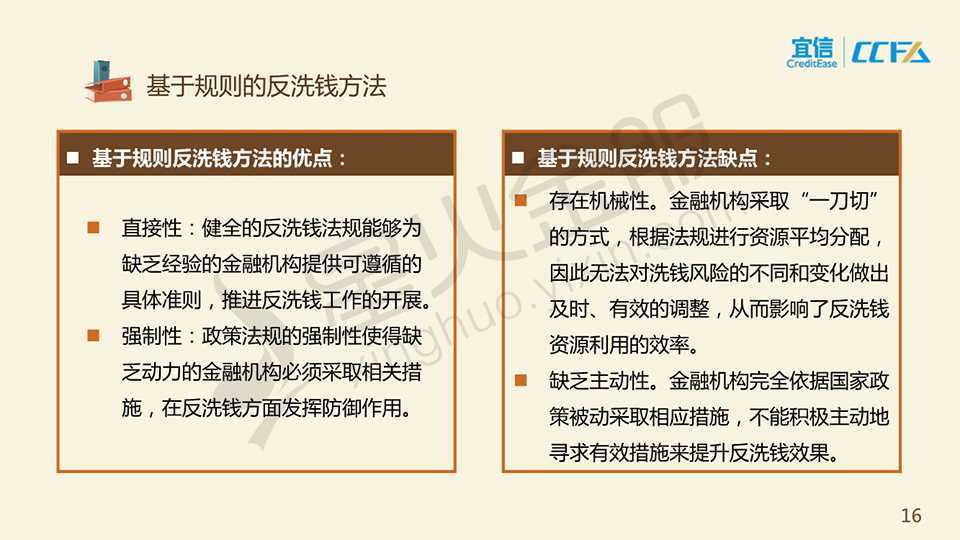 宜信
CreditEase
CCFA
基于规则的反洗钱方法
基于规则反洗钱方法的优点：
直接性：健全的反洗钱法规能够为
缺乏经验的金融机构提供可遵循的
具体准则，推进反洗钱工作的开展。
强制性：政策法规的强制性使得缺
乏动力的金融机构必须采取相关措
施，在反洗钱方面发挥防御作用。
基于规则反洗钱方法缺点：
存在机械性。金融机构采取“一刀切”
的方式，根据法规进行资源平均分配，
因此无法对洗钱风险的不同和变化做出
及时、有效的调整，从而影响了反洗钱
资源利用的效率。
缺乏主动性。金融机构完全依据国家政
策被动采取相应措施，不能积极主动地
寻求有效措施来提升反洗钱效果。
星火金服
xinghuo.yixin.com
16